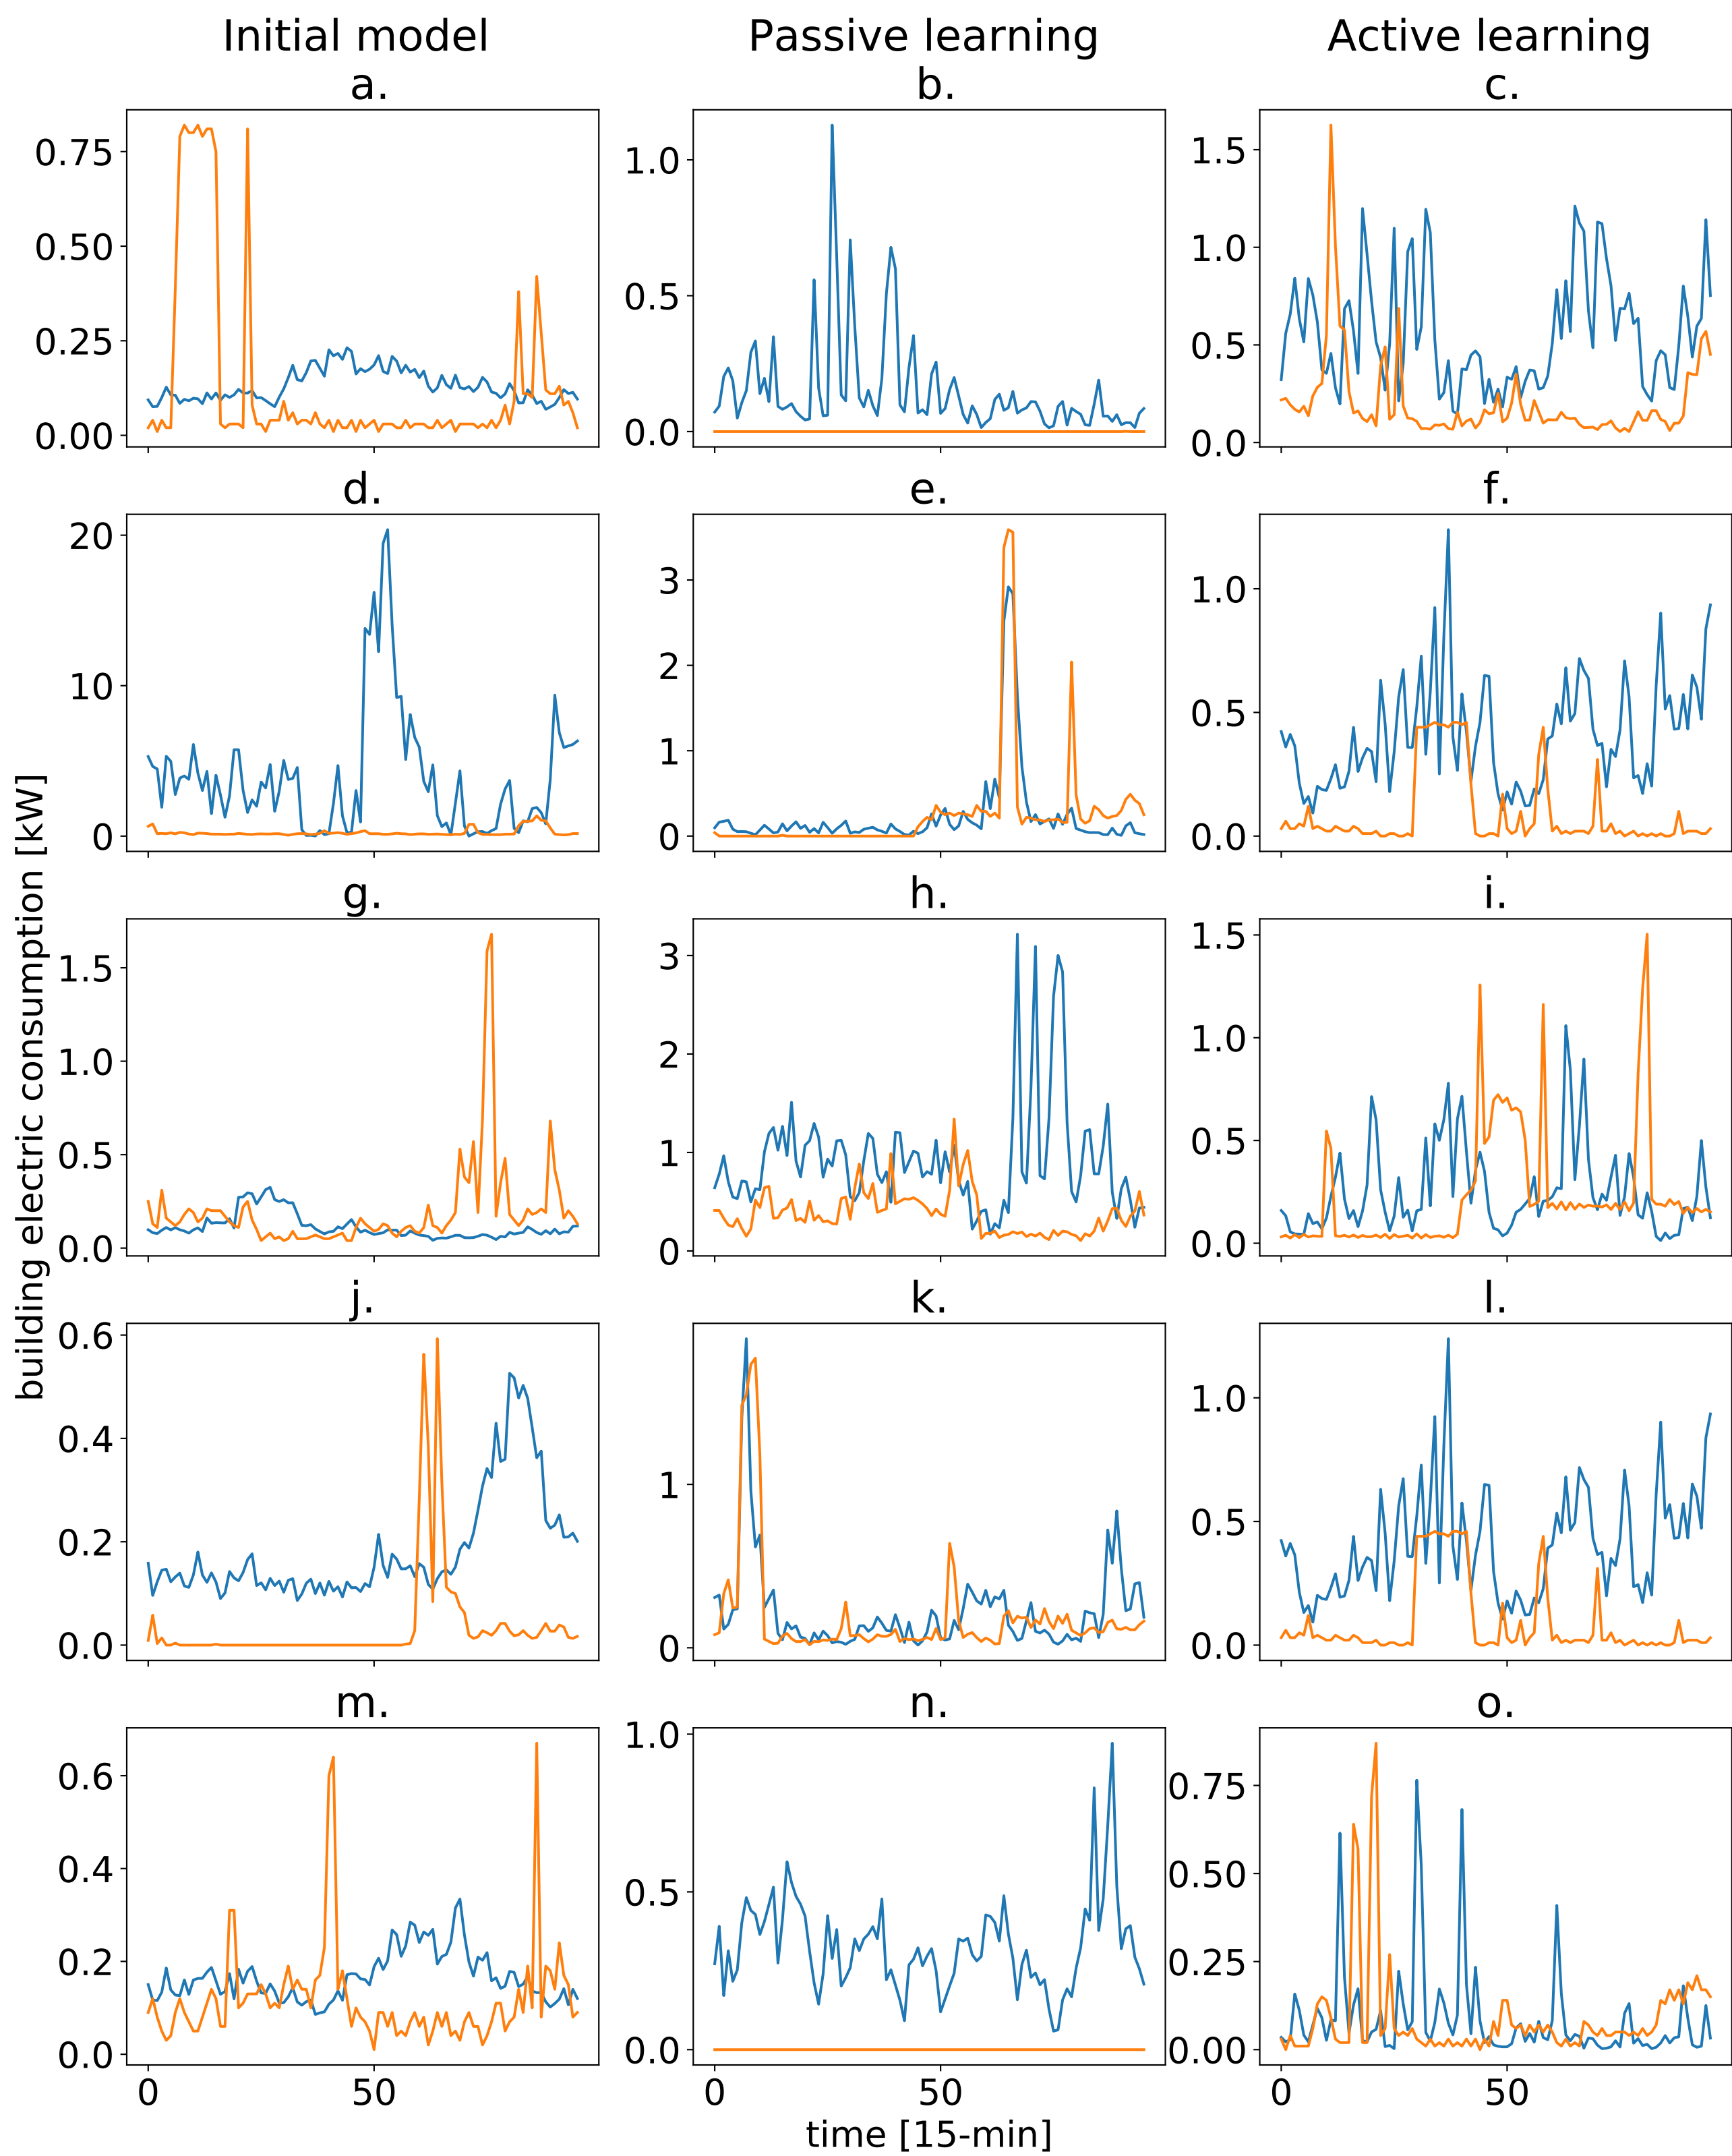 Initial model Passive learning Active learning
a. b. c.
0.75 1.0 1.5
0.50 1.0
0.25 0.5 0.5
0.00 0.0 0.0
d. e. f.
20 3 1.0
10 2 0.5
1
0 0 0.0
g. h. i.
1.5 3 1.5
1.0 2 1.0
0.5 1 0.5
0.0 0 0.0
j. k. l.
0.6 1.0
0.4 1 0.5
0.2
0.0 0 0.0
m. n. o.
0.6 1.0 0.75
0.4 0.5 0.50
0.2 0.25
0.0 0.0 0.00
0 50 0 50 0 50
time [15-min]
building electric consumption [kW]